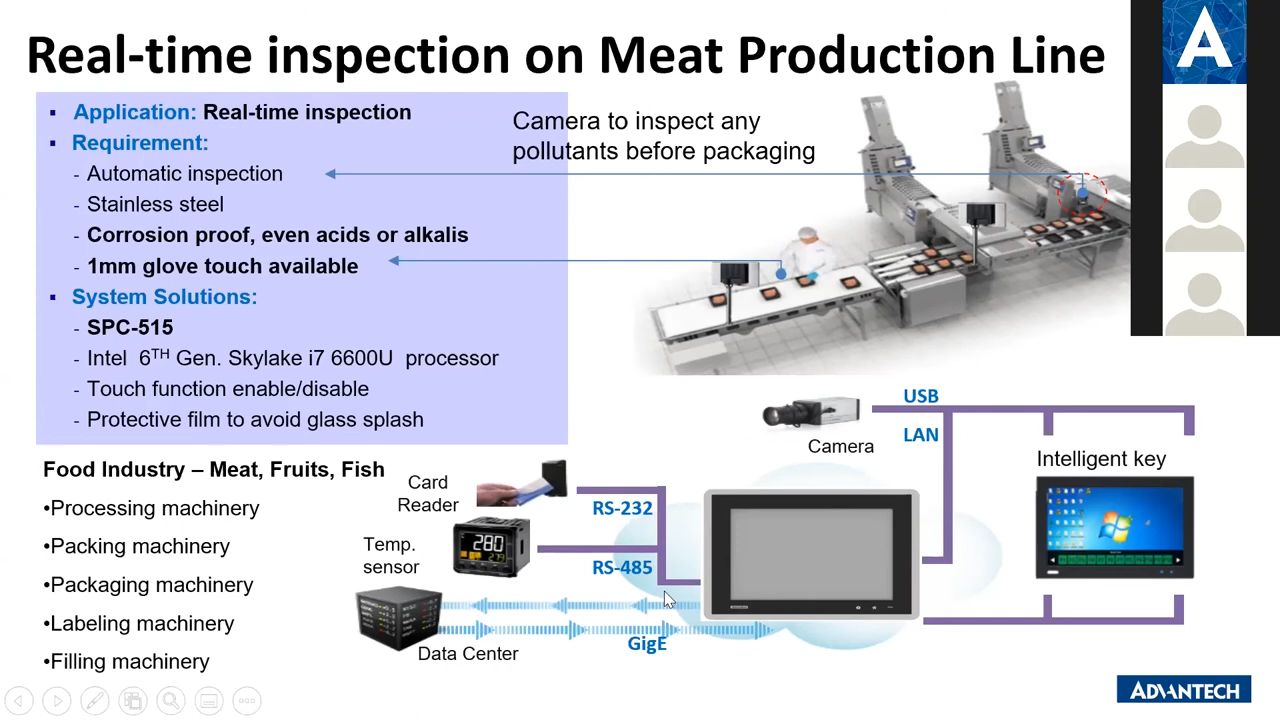 Real-time inspection on Meat Production Line
A
▪ Application: Real-time inspection
▪ Requirement:
- Automatic inspection
- Stainless steel
- Corrosion proof, even acids or alkalis
- 1mm glove touch available
▪ System Solutions:
- SPC-515
- Intel 6TH Gen. Skylake i7 6600U processor
- Touch function enable/disable
- Protective film to avoid glass splash
Camera to inspect any
pollutants before packaging
Food Industry – Meat, Fruits, Fish
•Processing machinery
•Packing machinery
•Packaging machinery
•Labeling machinery
•Filling machinery
Card
Reader
Temp.
sensor
280
Data Center
RS-232
RS-485
GigE
Camera
USB
LAN
Intelligent key
ADVANTECH